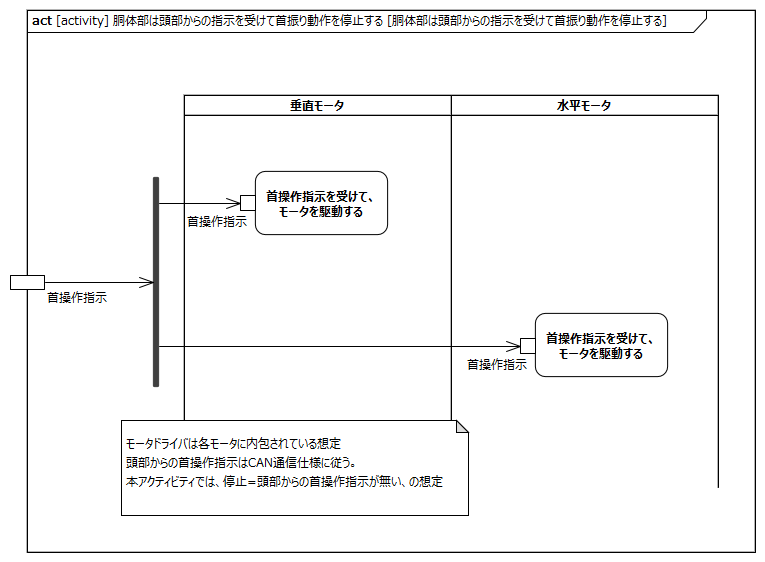 act [activity] 胴体部は頭部からの指示を受けて首振り動作を停止する [胴体部は頭部からの指示を受けて首振り動作を停止する]
垂直モータ
水平モータ
首操作指示を受けて、
モータを駆動する
首操作指示
首操作指示
首操作指示を受けて、
モータを駆動する
首操作指示
モータドライバは各モータに内包されている想定
頭部からの首操作指示はCAN通信仕様に従う。
本アクティビティでは、停止=頭部からの首操作指示が無い、の想定